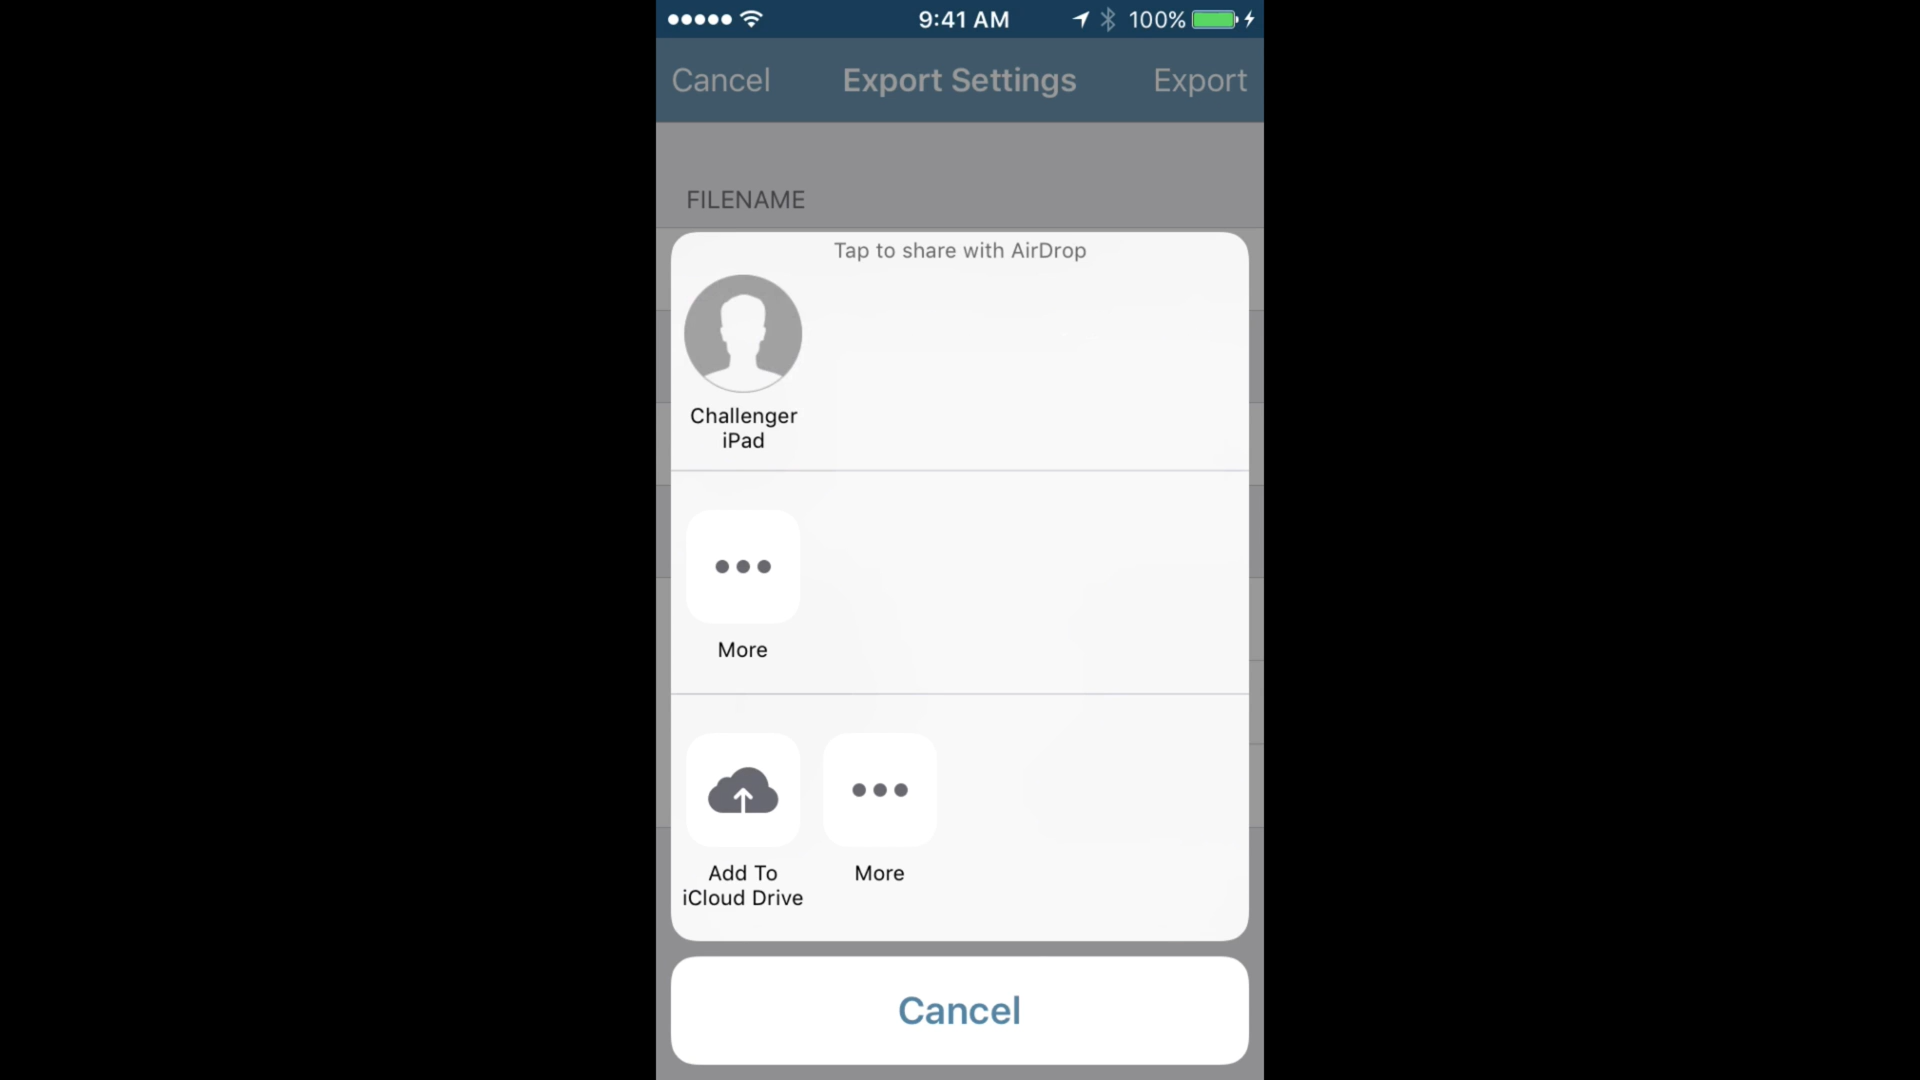 9:41 AM 100%
Cancel Export Settings Export
FILENAME
Tap to share with AirDrop
Challenger
iPad
More
Add To
iCloud Drive
More
Cancel